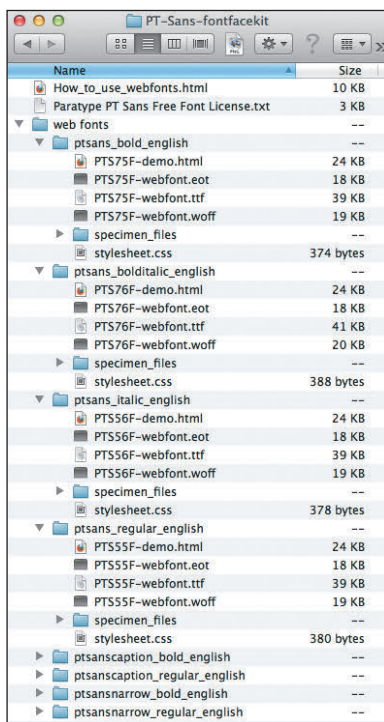 PT-Sans-fontfacekit
PNG
Name Size
How_to_use_webfonts.html 10 KB
Paratype PT Sans Free Font License.txt 3 KB
web fonts --
ptsans_bold_english --
PTS75F-demo.html 24 KB
PTS75F-webfont.eot 18 KB
PTS75F-webfont.ttf 39 KB
PTS75F-webfont.woff 19 KB
specimen_files --
stylesheet.css 374 bytes
ptsans_bolditalic_english --
PTS76F-demo.html 24 KB
PTS76F-webfont.eot 18 KB
PTS76F-webfont.ttf 41 KB
PTS76F-webfont.woff 20 KB
specimen_files --
stylesheet.css 388 bytes
ptsans_italic_english --
PTS56F-demo.html 24 KB
PTS56F-webfont.eot 18 KB
PTS56F-webfont.ttf 39 KB
PTS56F-webfont.woff 19 KB
specimen_files --
stylesheet.css 378 bytes
ptsans_regular_english --
PTS55F-demo.html 24 KB
PTS55F-webfont.eot 18 KB
PTS55F-webfont.ttf 39 KB
PTS55F-webfont.woff 19 KB
specimen_files --
stylesheet.css 380 bytes
ptsanscaption_bold_english --
ptsanscaption_regular_english --
ptsansnarrow_bold_english --
ptsansnarrow_regular_english --